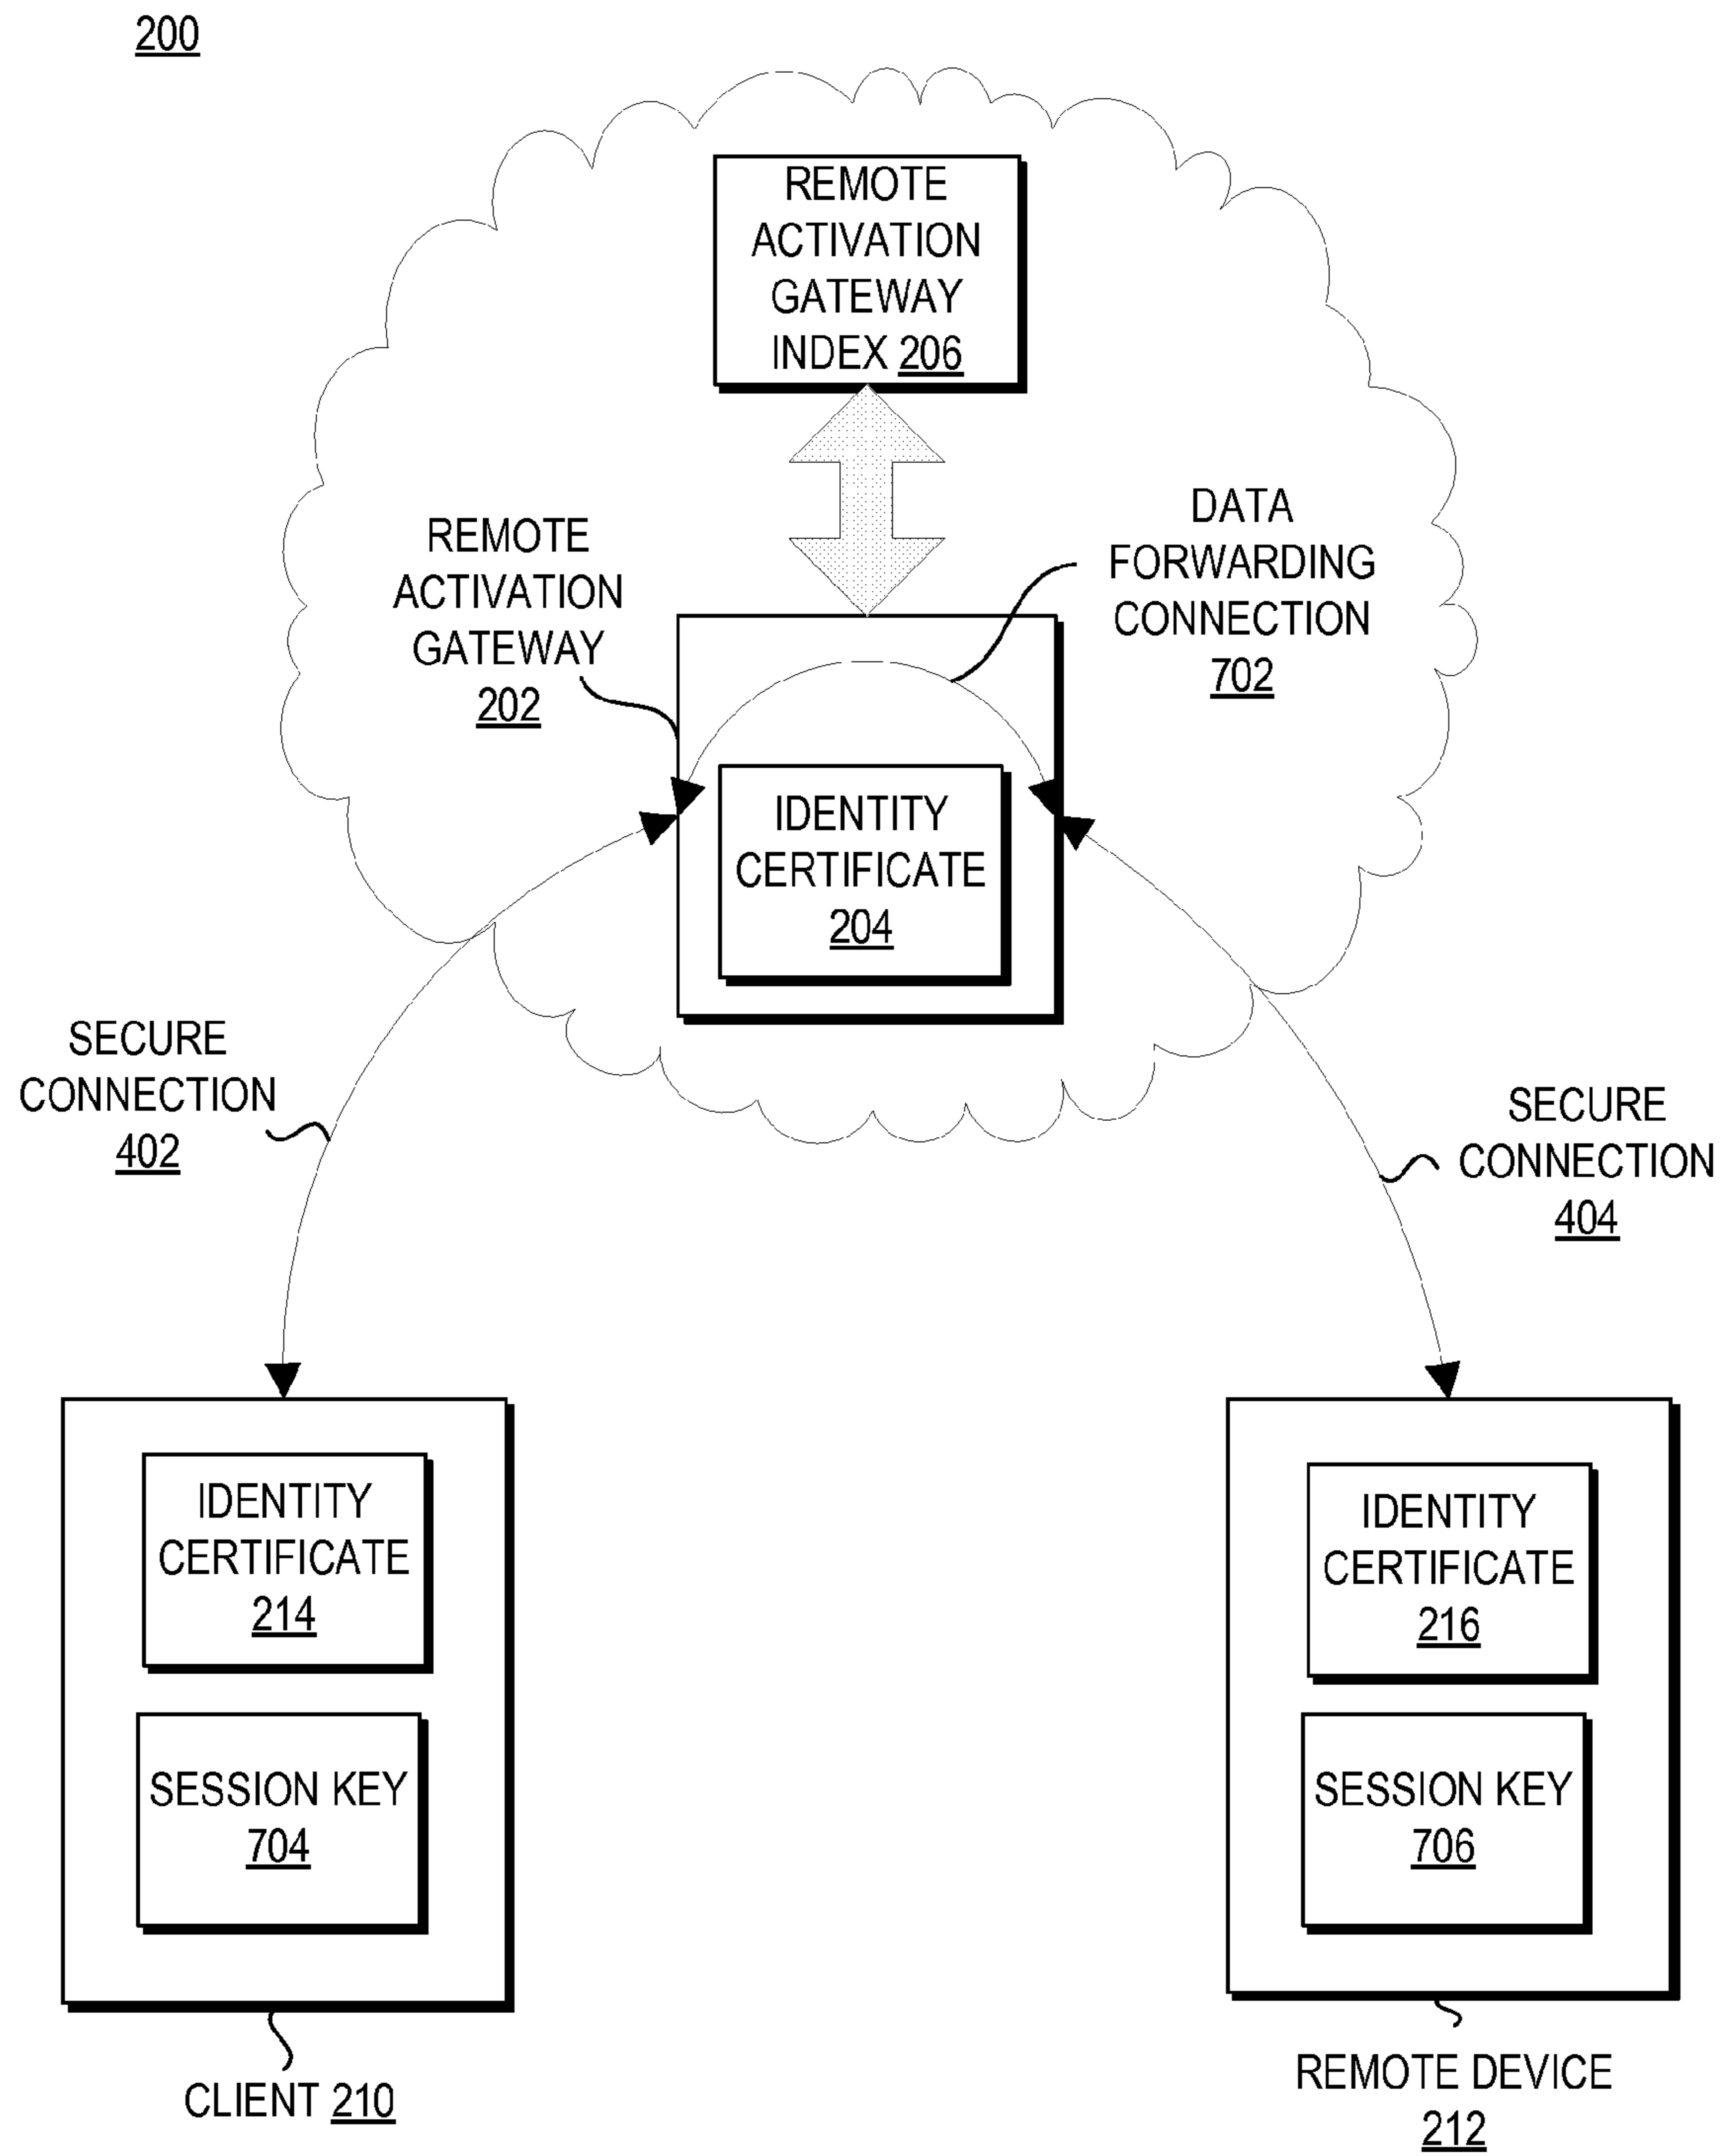 200
REMOTE
ACTIVATION
GATEWAY
INDEX 206
REMOTE
ACTIVATION
GATEWAY
202
DATA
FORWARDING
CONNECTION
702
IDENTITY
CERTIFICATE
204
SECURE
CONNECTION
402
SECURE
CONNECTION
404
IDENTITY
CERTIFICATE
214
SESSION KEY
704
CLIENT 210
IDENTITY
CERTIFICATE
216
SESSION KEY
706
REMOTE DEVICE
212